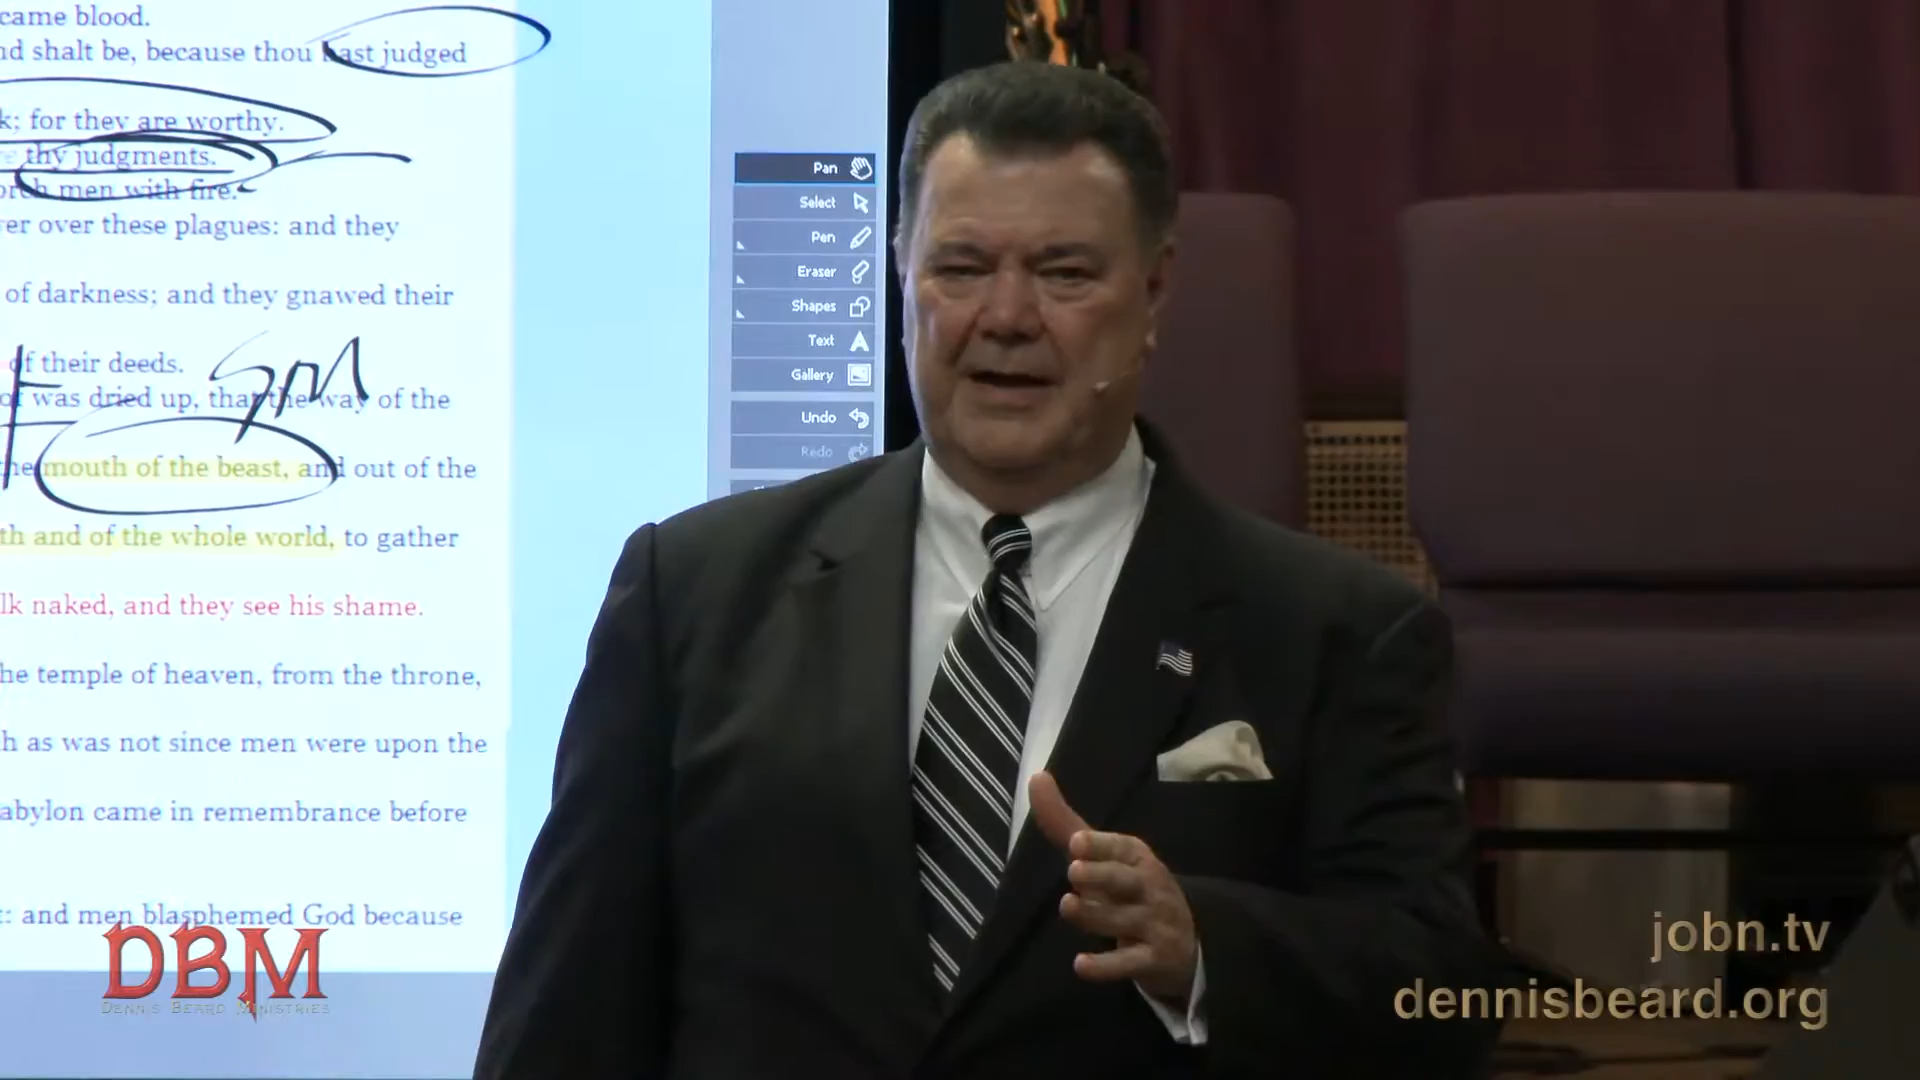 came blood.
nd shalt be, because thou hast judged
k; for they are worthy.
thy judgments.
orch men with fire.
er over these plagues: and they
of darkness; and they gnawed their
of their deeds.
SM
of was dried up, that the way of the
he mouth of the beast, and out of the
th and of the whole world, to gather
lk naked, and they see his shame.
he temple of heaven, from the throne,
h as was not since men were upon the
abylon came in remembrance before
: and men blasphemed God because
Pan
Select
Pen
Eraser
Shapes
Text
Gallery
Undo
Redo
DBM
DENNIS BEARD MINISTRIES
jobn.tv
dennisbeard.org